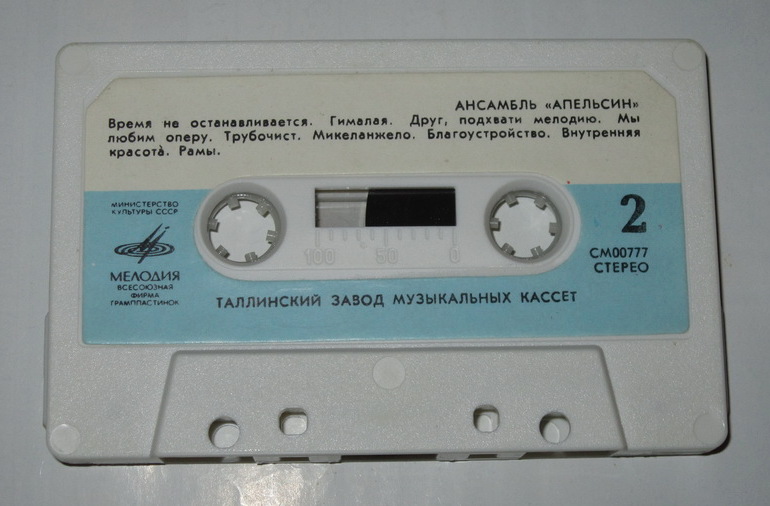 АНСАМБЛЬ «АПЕЛЬСИН»
Время не останавливается. Гималая. Друг, подхвати мелодию. Мы
любим оперу. Трубочист. Микеланжело. Благоустройство. Внутренняя
красота̀. Рамы.
МИНИСТЕРСТВО
КУЛЬТУРЫ СССР
МЕЛОДИЯ
ВСЕСОЮЗНАЯ
ФИРМА
ГРАМПЛАСТИНОК
100 50 0
2
СМ00777
СТЕРЕО
ТАЛЛИНСКИЙ ЗАВОД МУЗЫКАЛЬНЫХ КАССЕТ